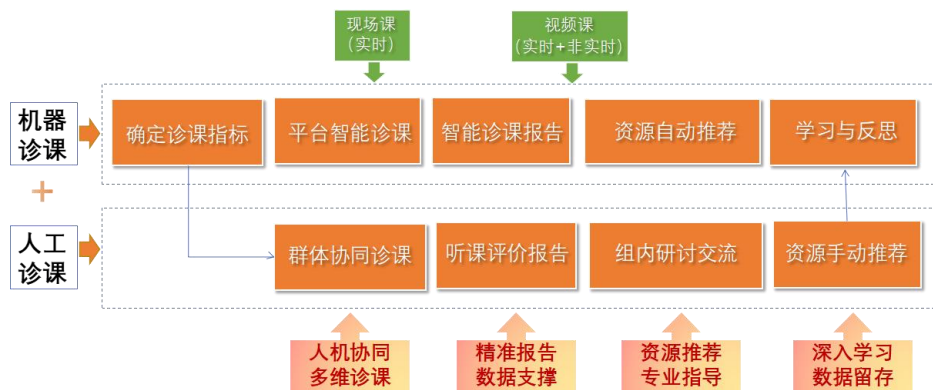 现场课
(实时)
视频课
(实时+非实时)
机器
诊课
确定诊课指标
平台智能诊课
智能诊课报告
资源自动推荐
学习与反思
+
人工
诊课
群体协同诊课
听课评价报告
组内研讨交流
资源手动推荐
人机协同
多维诊课
精准报告
数据支撑
资源推荐
专业指导
深入学习
数据留存